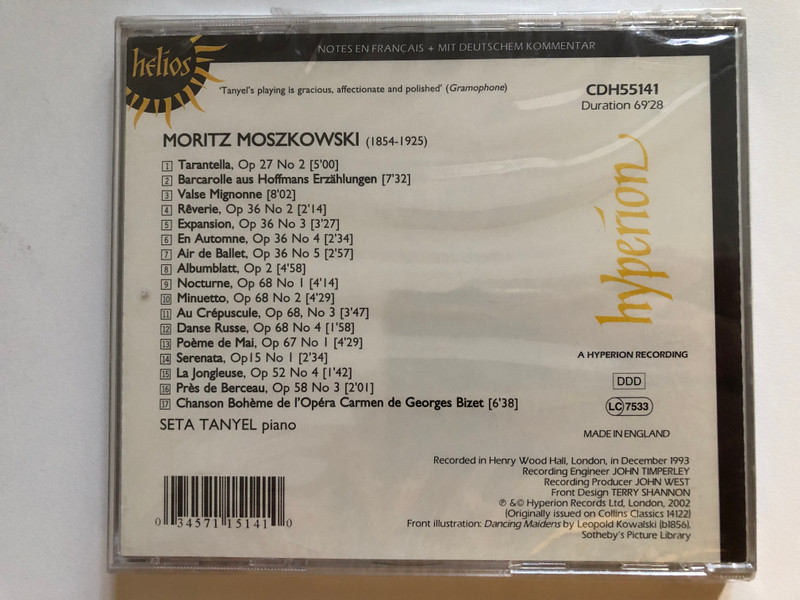 helios
NOTES EN FRANÇAIS + MIT DEUTSCHEM KOMMENTAR
'Tanyel's playing is gracious, affectionate and polished' (Gramophone)
CDH55141
Duration 69'28
MORITZ MOSZKOWSKI (1854-1925)
1 Tarantella, Op 27 No 2 [5'00]
2 Barcarolle aus Hoffmans Erzählungen [7'32]
3 Valse Mignonne [8'02]
4 Rêverie, Op 36 No 2 [2'14]
5 Expansion, Op 36 No 3 [3'27]
6 En Automne, Op 36 No 4 [2'34]
7 Air de Ballet, Op 36 No 5 [2'57]
8 Albumblatt, Op 2 [4'58]
9 Nocturne, Op 68 No 1 [4'14]
10 Minuetto, Op 68 No 2 [4'29]
11 Au Crépuscule, Op 68, No 3 [3'47]
12 Danse Russe, Op 68 No 4 [1'58]
13 Poème de Mai, Op 67 No 1 [4'29]
14 Serenata, Op15 No 1 [2'34]
15 La Jongleuse, Op 52 No 4 [1'42]
16 Près de Berceau, Op 58 No 3 [2'01]
17 Chanson Bohème de l'Opéra Carmen de Georges Bizet [6'38]
SETA TANYEL piano
hyperion
A HYPERION RECORDING
DDD
LC 7533
MADE IN ENGLAND
Recorded in Henry Wood Hall, London, in December 1993
Recording Engineer JOHN TIMPERLEY
Recording Producer JOHN WEST
Front Design TERRY SHANNON
℗ & © Hyperion Records Ltd, London, 2002
(Originally issued on Collins Classics 14122)
Front illustration: Dancing Maidens by Leopold Kowalski (b1856).
Sotheby's Picture Library
0 34571 15141 0